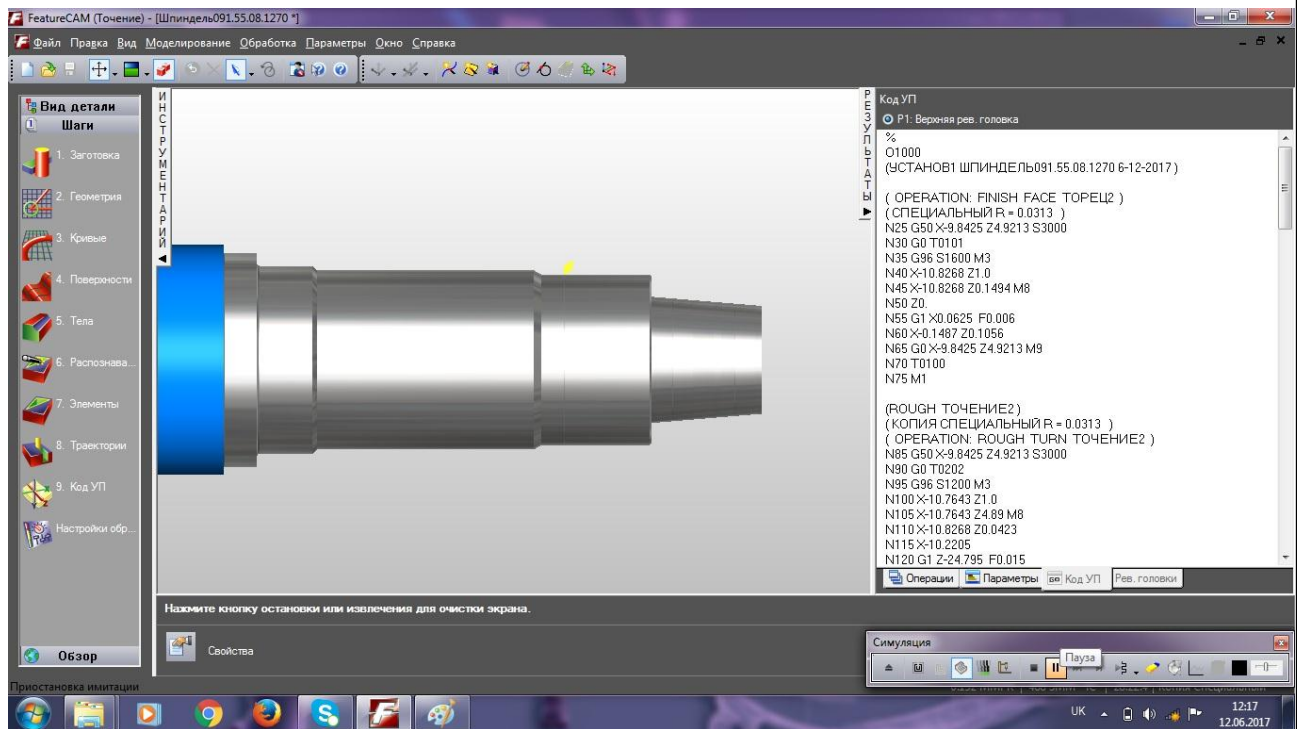 FeatureCAM (Точение) - [Шпиндель091.55.08.1270 *]
Файл Правка Вид Моделирование Обработка Параметры Окно Справка
Вид детали
Шаги
1. Заготовка
2. Геометрия
3. Кривые
4. Поверхности
5. Тела
6. Распознава...
7. Элементы
8. Траектории
9. Код УП
Настройки обр...
Обзор
ИНСТРУМЕНТАРИЙ
РЕЗУЛЬТАТЫ
Код УП
P1: Верхняя рев. головка
%
O1000
(УСТАНОВ1 ШПИНДЕЛЬ091.55.08.1270 6-12-2017 )
( OPERATION: FINISH FACE ТОРЕЦ2 )
( СПЕЦИАЛЬНЫЙ R = 0.0313 )
N25 G50 X-9.8425 Z4.9213 S3000
N30 G0 T0101
N35 G96 S1600 M3
N40 X-10.8268 Z1.0
N45 X-10.8268 Z0.1494 M8
N50 Z0.
N55 G1 X0.0625 F0.006
N60 X-0.1487 Z0.1056
N65 G0 X-9.8425 Z4.9213 M9
N70 T0100
N75 M1
(ROUGH ТОЧЕНИЕ2 )
( КОПИЯ СПЕЦИАЛЬНЫЙ R = 0.0313 )
( OPERATION: ROUGH TURN ТОЧЕНИЕ2 )
N85 G50 X-9.8425 Z4.9213 S3000
N90 G0 T0202
N95 G96 S1200 M3
N100 X-10.7643 Z1.0
N105 X-10.7643 Z4.89 M8
N110 X-10.8268 Z0.0423
N115 X-10.2205
N120 G1 Z-24.795 F0.015
Операции Параметры Код УП Рев. головки
Нажмите кнопку остановки или извлечения для очистки экрана.
Свойства
Симуляция
Пауза
Приостановка имитации
UK
12:17
12.06.2017